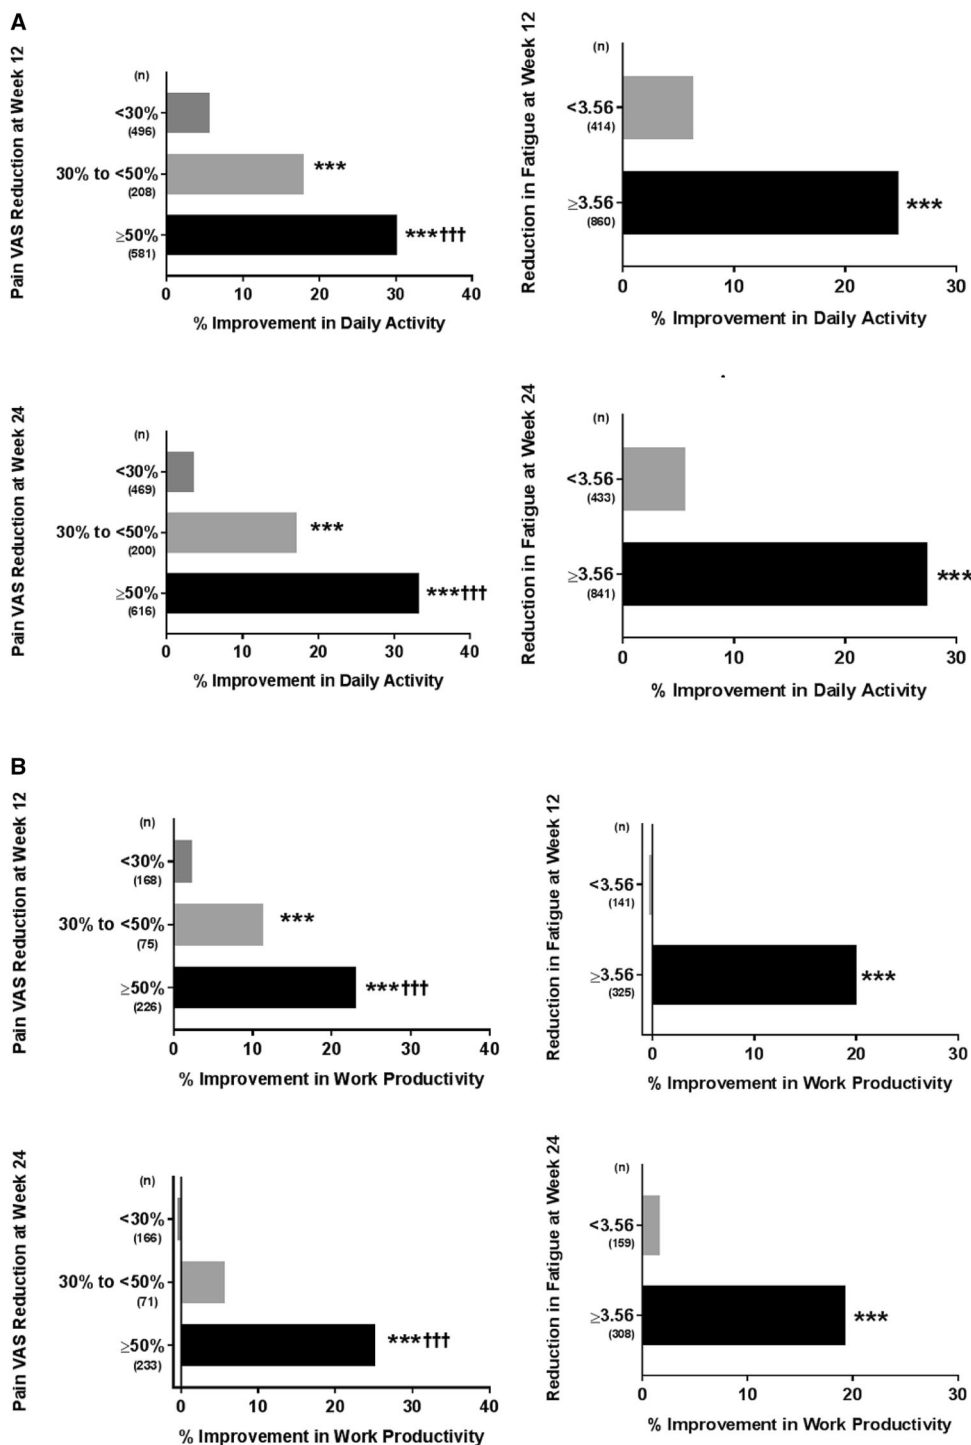 A
Pain VAS Reduction at Week 12
(n)
<30%
(496)
30% to <50%
***
(208)
≥50%
***†††
(581)
0 10 20 30 40
% Improvement in Daily Activity
Reduction in Fatigue at Week 12
(n)
<3.56
(414)
≥3.56
***
(860)
0 10 20 30
% Improvement in Daily Activity
Pain VAS Reduction at Week 24
(n)
<30%
(469)
30% to <50%
***
(200)
≥50%
***†††
(616)
0 10 20 30 40
% Improvement in Daily Activity
Reduction in Fatigue at Week 24
(n)
<3.56
(433)
≥3.56
***
(841)
0 10 20 30
% Improvement in Daily Activity
B
Pain VAS Reduction at Week 12
(n)
<30%
(168)
30% to <50%
***
(75)
≥50%
***†††
(226)
0 10 20 30 40
% Improvement in Work Productivity
Reduction in Fatigue at Week 12
(n)
<3.56
(141)
≥3.56
***
(325)
0 10 20 30
% Improvement in Work Productivity
Pain VAS Reduction at Week 24
(n)
<30%
(166)
30% to <50%
(71)
≥50%
***†††
(233)
0 10 20 30 40
% Improvement in Work Productivity
Reduction in Fatigue at Week 24
(n)
<3.56
(159)
≥3.56
***
(308)
0 10 20 30
% Improvement in Work Productivity